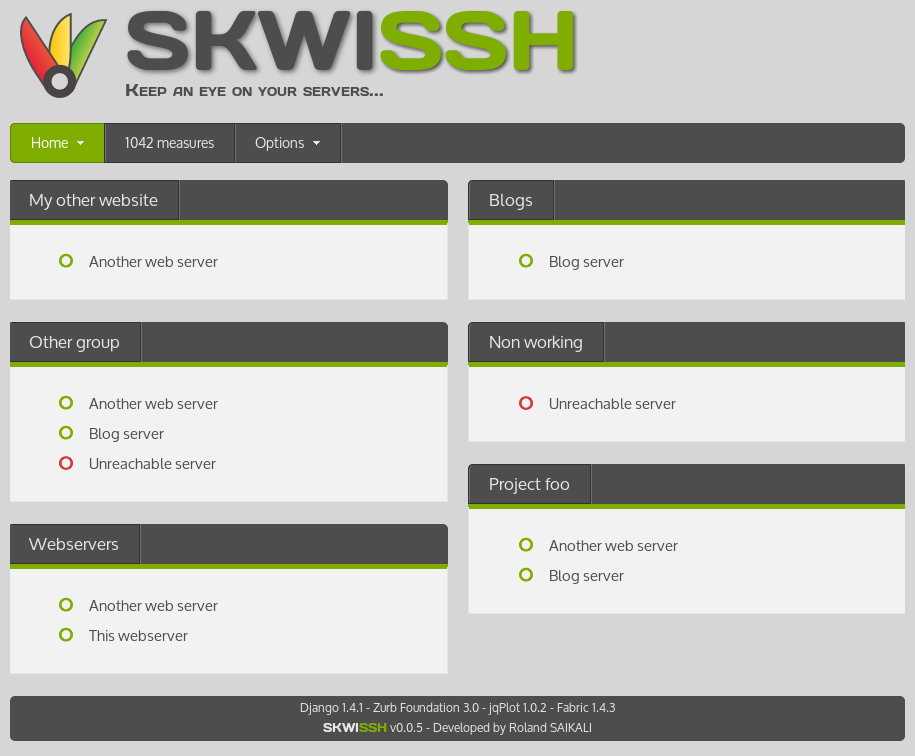 SKWISSH
Keep an eye on your servers...
Home 1042 measures Options
My other website
Another web server
Other group
Another web server
Blog server
Unreachable server
Webservers
Another web server
This webserver
Blogs
Blog server
Non working
Unreachable server
Project foo
Another web server
Blog server
Django 1.4.1 - Zurb Foundation 3.0 - jqPlot 1.0.2 - Fabric 1.4.3
SKWISSH v0.0.5 - Developed by Roland SAIKALI